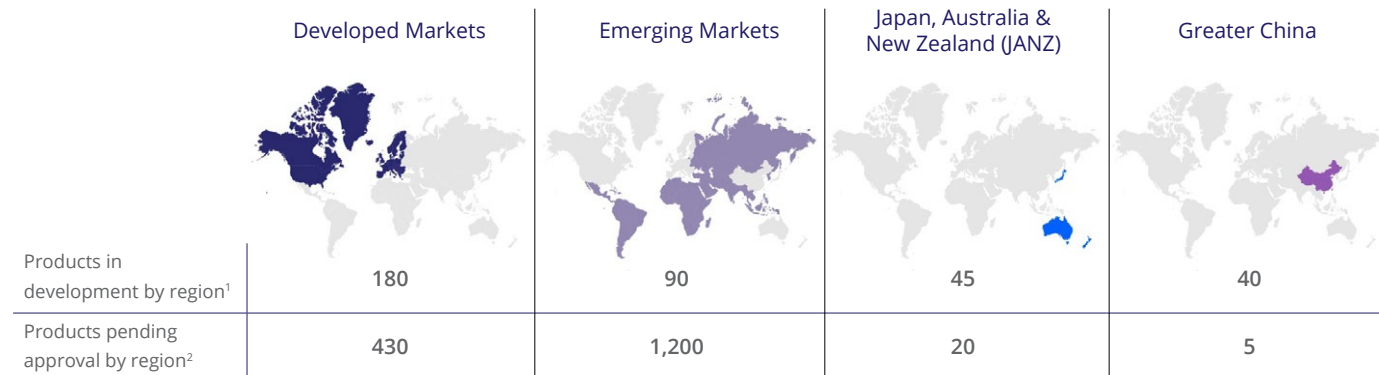 Developed Markets
Emerging Markets
Japan, Australia &
New Zealand (JANZ)
Greater China
Products in
development by region¹
180
90
45
40
Products pending
approval by region²
430
1,200
20
5